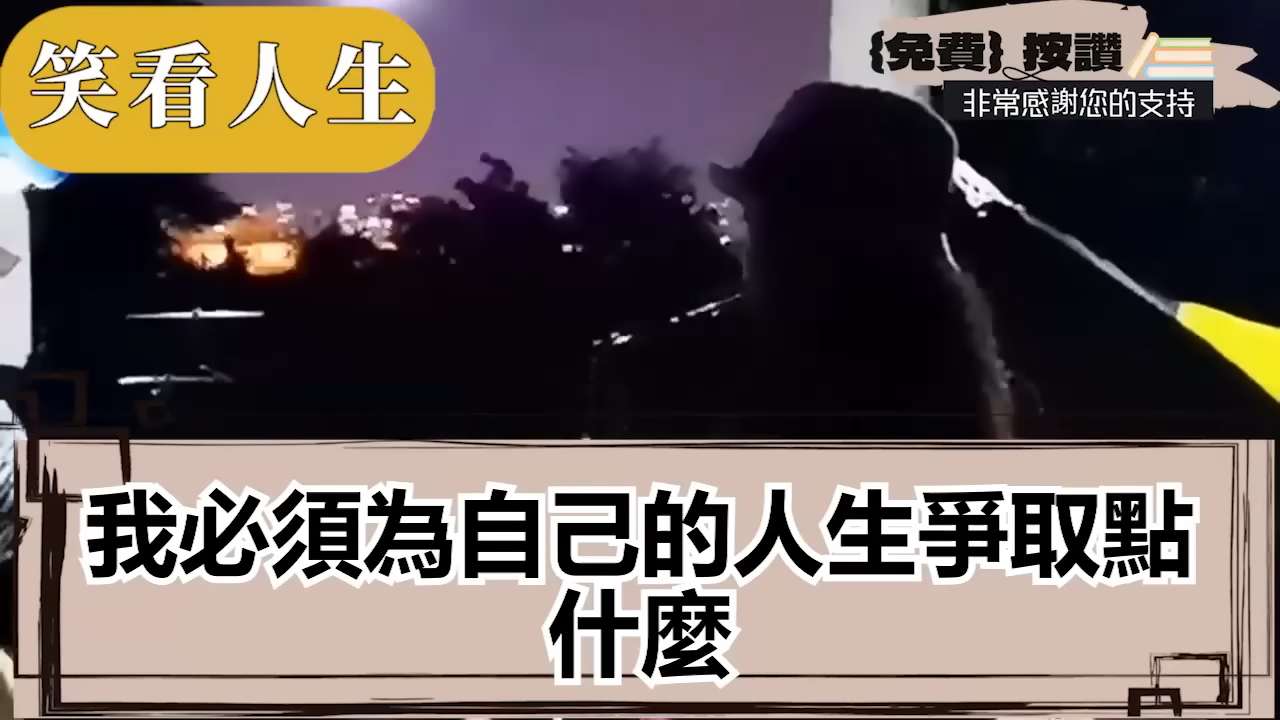 笑看人生
{免費} 按讚
非常感謝您的支持
我必須為自己的人生爭取點
什麼